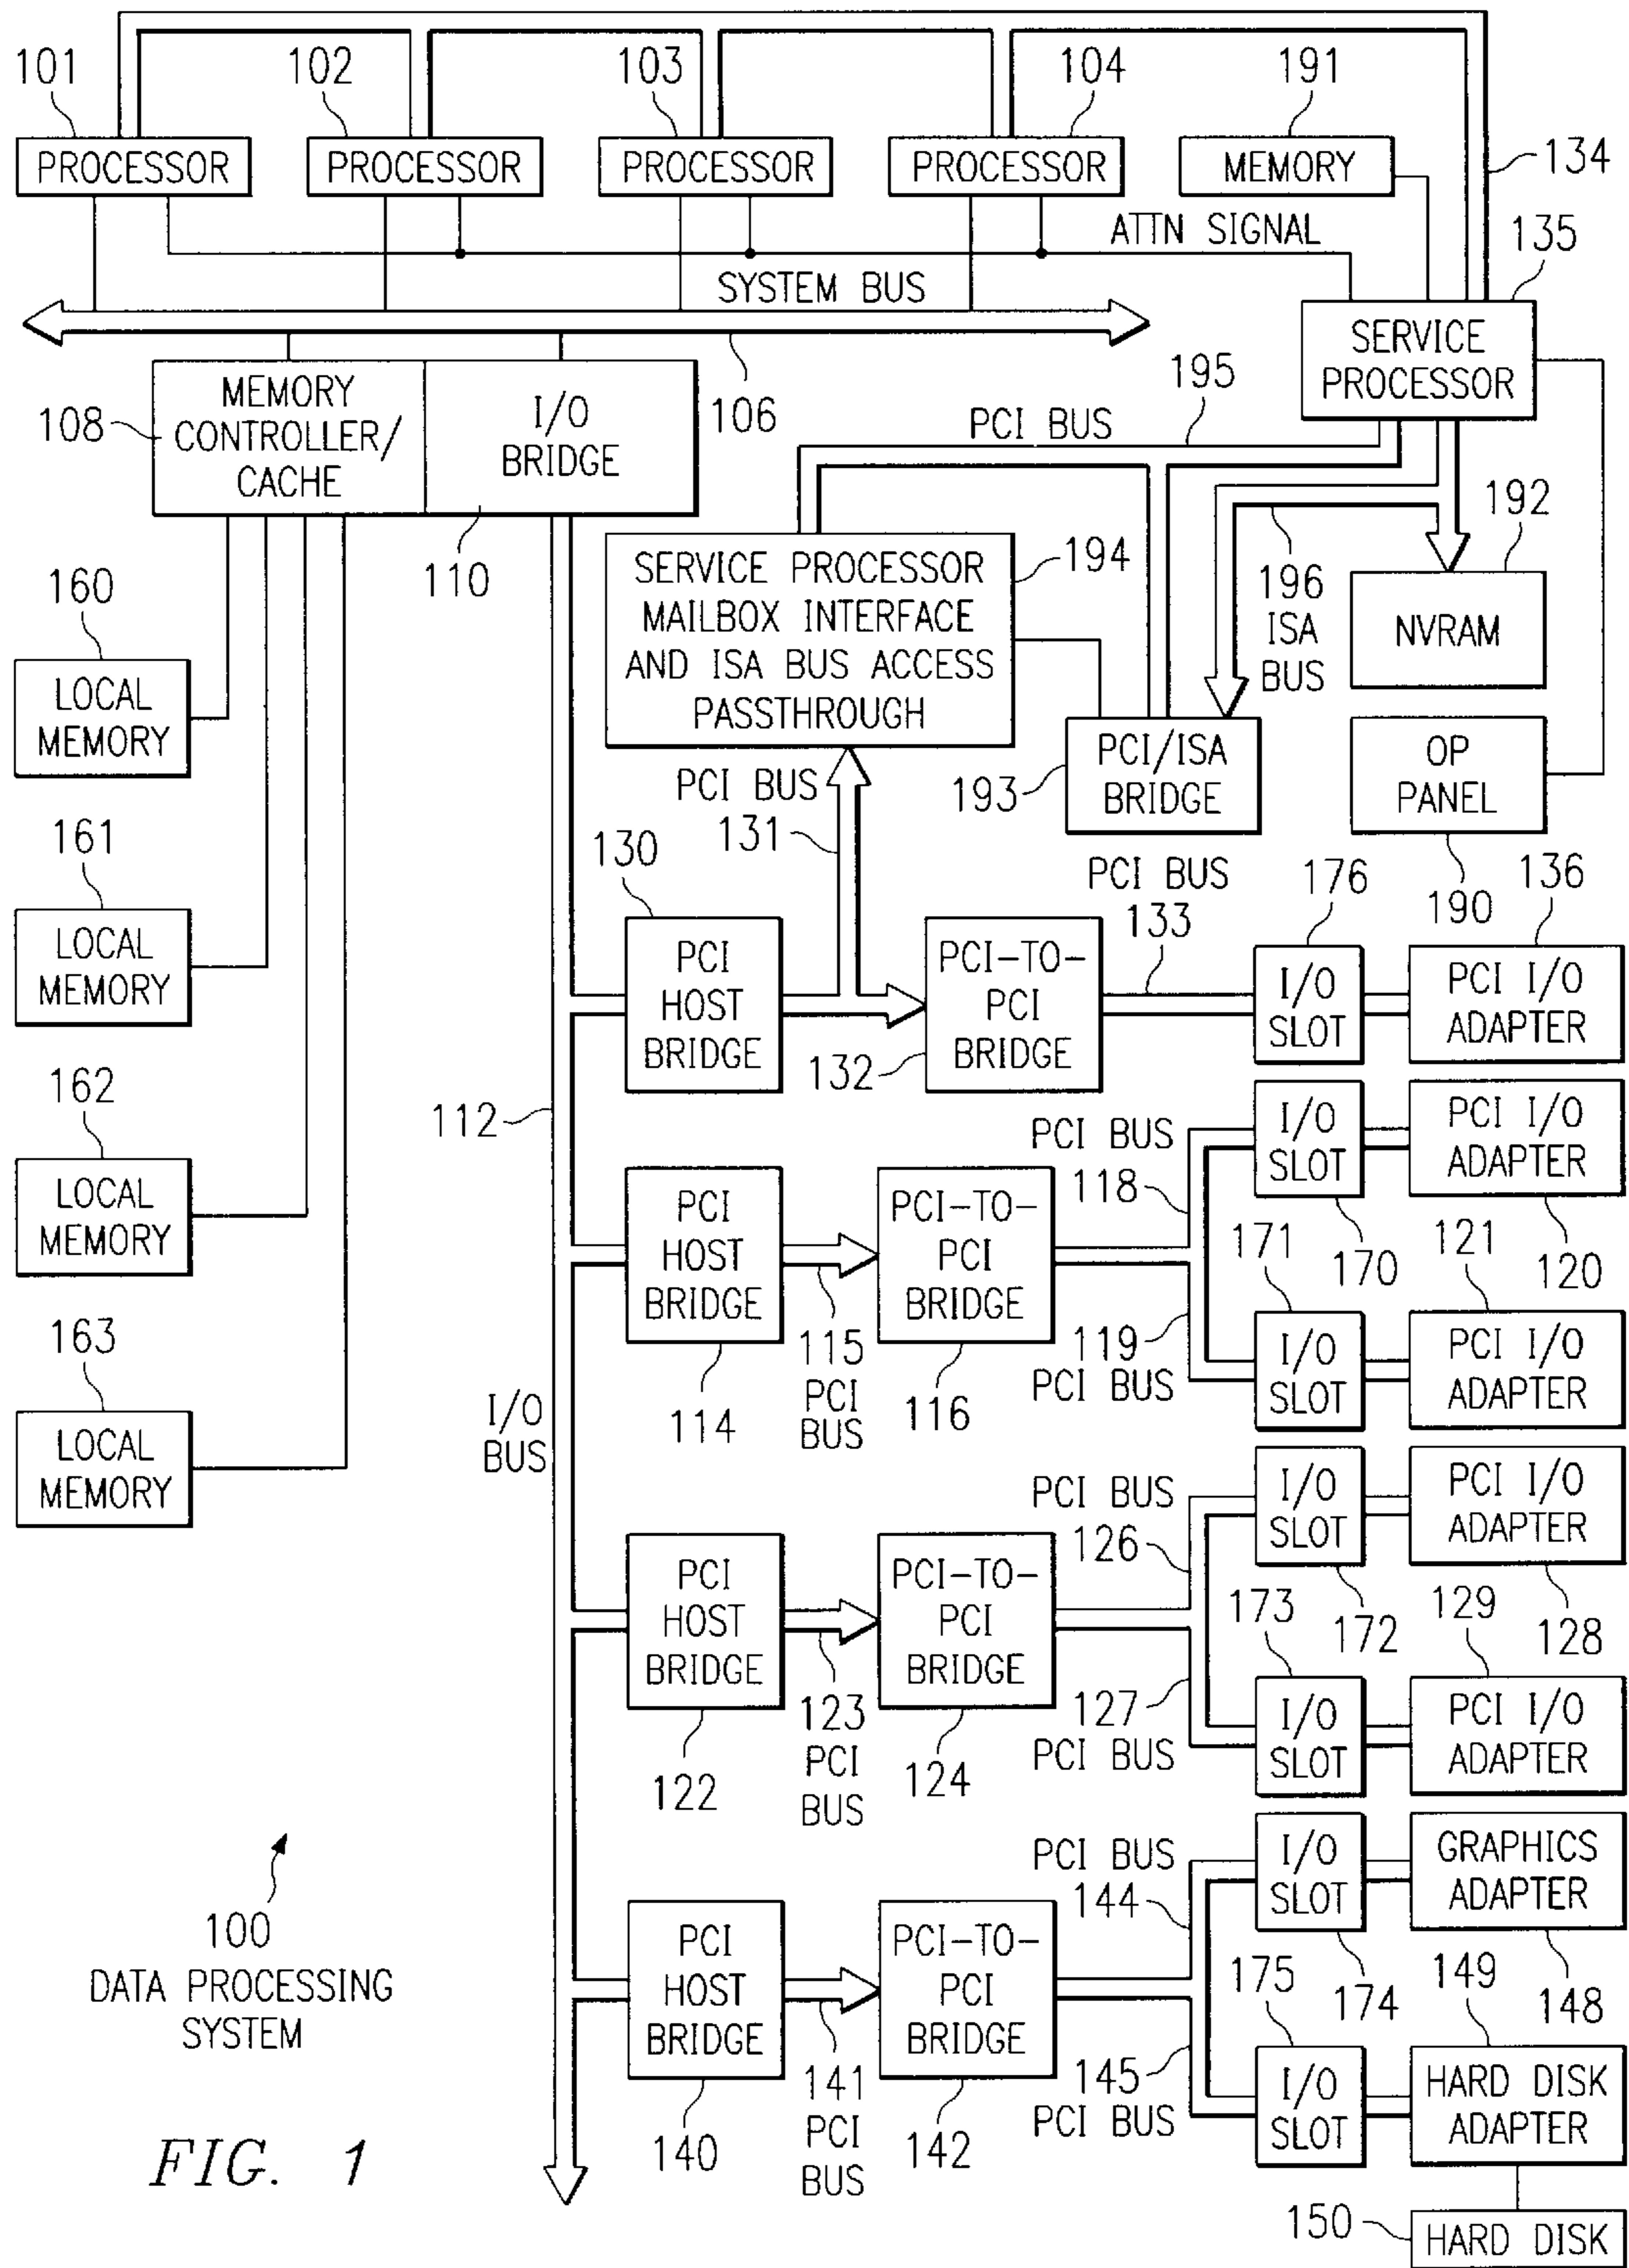 101
102
103
104
191
PROCESSOR
PROCESSOR
PROCESSOR
PROCESSOR
MEMORY
134
ATTN SIGNAL
135
SYSTEM BUS
SERVICE
PROCESSOR
108
MEMORY
CONTROLLER/
CACHE
I/O
BRIDGE
106
195
PCI BUS
110
192
SERVICE PROCESSOR
MAILBOX INTERFACE
AND ISA BUS ACCESS
PASSTHROUGH
194
196
ISA
BUS
NVRAM
160
LOCAL
MEMORY
PCI BUS
131
193
PCI/ISA
BRIDGE
OP
PANEL
190
161
LOCAL
MEMORY
130
PCI
HOST
BRIDGE
132
PCI-TO-
PCI
BRIDGE
PCI BUS
133
176
I/O
SLOT
136
PCI I/O
ADAPTER
162
LOCAL
MEMORY
112
PCI BUS
118
I/O
SLOT
170
PCI I/O
ADAPTER
120
PCI
HOST
BRIDGE
114
115
PCI
BUS
PCI-TO-
PCI
BRIDGE
116
119
PCI BUS
171
I/O
SLOT
121
PCI I/O
ADAPTER
163
LOCAL
MEMORY
I/O
BUS
PCI BUS
126
I/O
SLOT
172
PCI I/O
ADAPTER
128
PCI
HOST
BRIDGE
122
123
PCI
BUS
PCI-TO-
PCI
BRIDGE
124
127
PCI BUS
173
I/O
SLOT
129
PCI I/O
ADAPTER
100
DATA PROCESSING
SYSTEM
PCI BUS
144
I/O
SLOT
174
GRAPHICS
ADAPTER
148
PCI
HOST
BRIDGE
140
141
PCI
BUS
PCI-TO-
PCI
BRIDGE
142
145
PCI BUS
175
I/O
SLOT
149
HARD DISK
ADAPTER
150
HARD DISK
FIG. 1